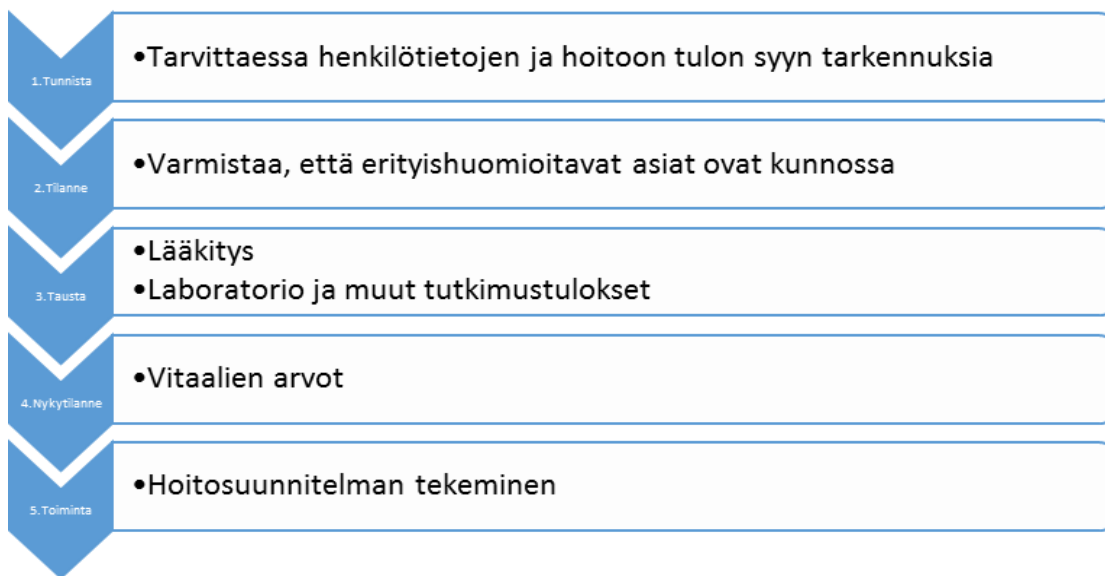 1.Tunnista
•Tarvittaessa henkilötietojen ja hoitoon tulon syyn tarkennuksia
2.Tilanne
•Varmistaa, että erityishuomioitavat asiat ovat kunnossa
3.Tausta
•Lääkitys
•Laboratorio ja muut tutkimustulokset
4.Nykytilanne
•Vitaalien arvot
5.Toiminta
•Hoitosuunnitelman tekeminen